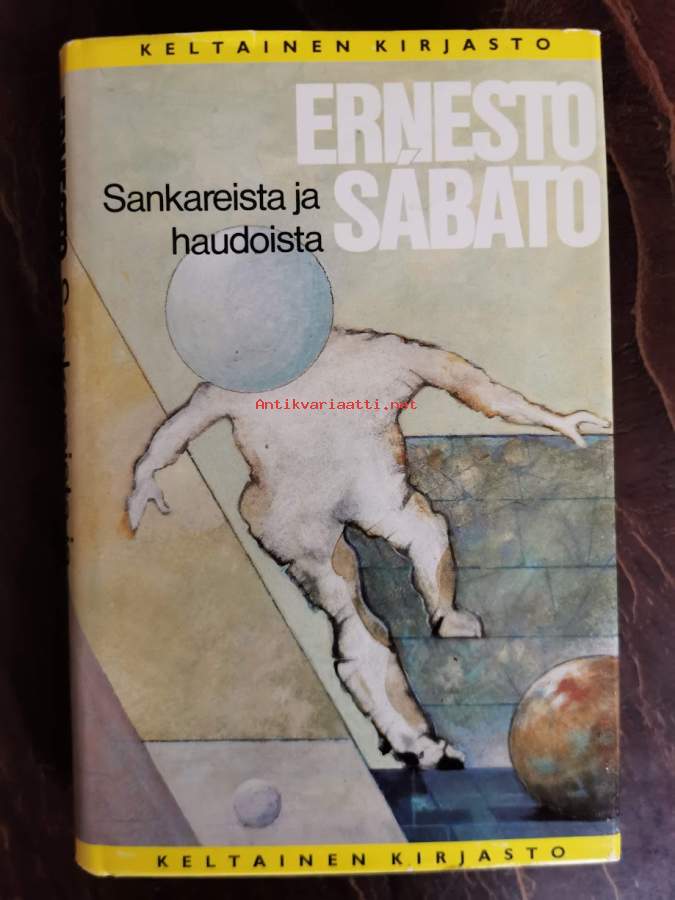 KELTAINEN KIRJASTO
ERNESTO
SÁBATO
Sankareista ja
haudoista
Antikvariaatti.net
KELTAINEN KIRJASTO